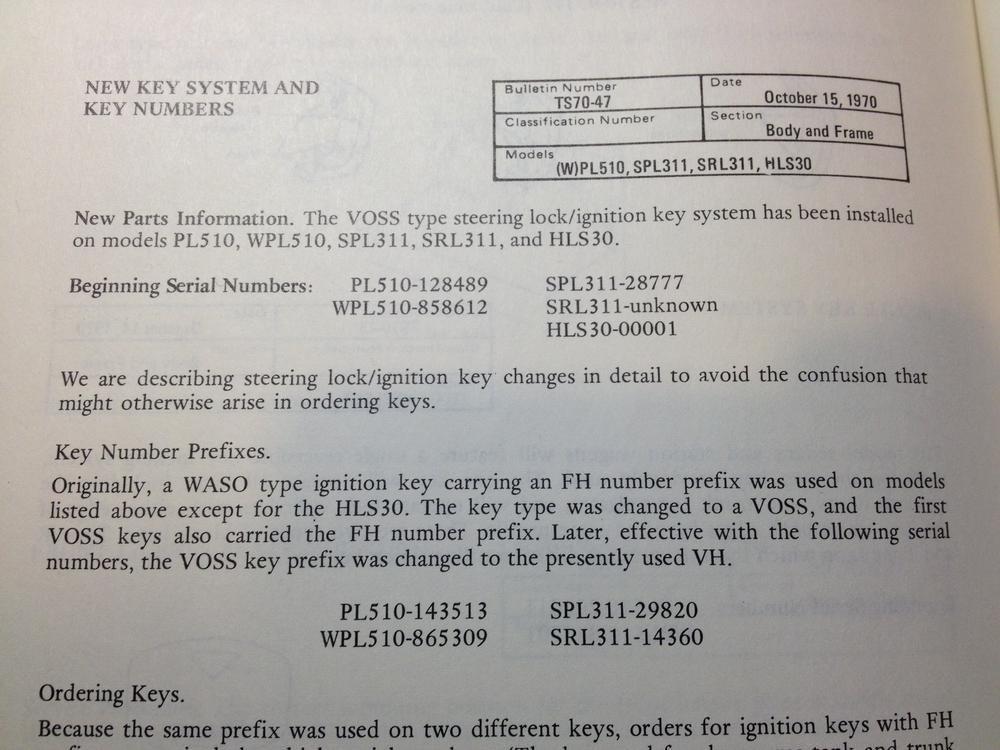 NEW KEY SYSTEM AND
KEY NUMBERS
Bulletin Number
TS70-47
Date
October 15, 1970
Classification Number
Section
Body and Frame
Models
(W)PL510, SPL311, SRL311, HLS30
New Parts Information. The VOSS type steering lock/ignition key system has been installed
on models PL510, WPL510, SPL311, SRL311, and HLS30.
Beginning Serial Numbers: PL510-128489 SPL311-28777
WPL510-858612 SRL311-unknown
HLS30-00001
We are describing steering lock/ignition key changes in detail to avoid the confusion that
might otherwise arise in ordering keys.
Key Number Prefixes.
Originally, a WASO type ignition key carrying an FH number prefix was used on models
listed above except for the HLS30. The key type was changed to a VOSS, and the first
VOSS keys also carried the FH number prefix. Later, effective with the following serial
numbers, the VOSS key prefix was changed to the presently used VH.
PL510-143513 SPL311-29820
WPL510-865309 SRL311-14360
Ordering Keys.
Because the same prefix was used on two different keys, orders for ignition keys with FH